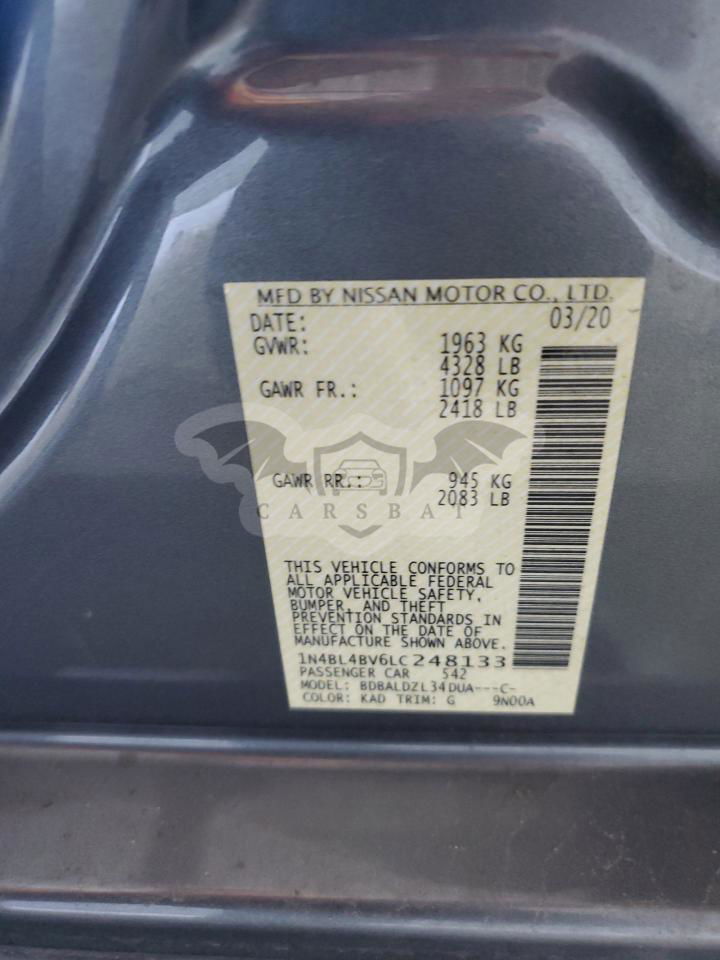 MFD BY NISSAN MOTOR CO., LTD.
DATE: 03/20
GVWR: 1963 KG
4328 LB
GAWR FR.: 1097 KG
2418 LB
GAWR RR.: 945 KG
2083 LB
CARSBAT
THIS VEHICLE CONFORMS TO
ALL APPLICABLE FEDERAL
MOTOR VEHICLE SAFETY,
BUMPER, AND THEFT
PREVENTION STANDARDS IN
EFFECT ON THE DATE OF
MANUFACTURE SHOWN ABOVE.
1N4BL4BV6LC248133
PASSENGER CAR 542
MODEL: BDBALDZL34DUA---C-
COLOR: KAD TRIM: G 9N00A